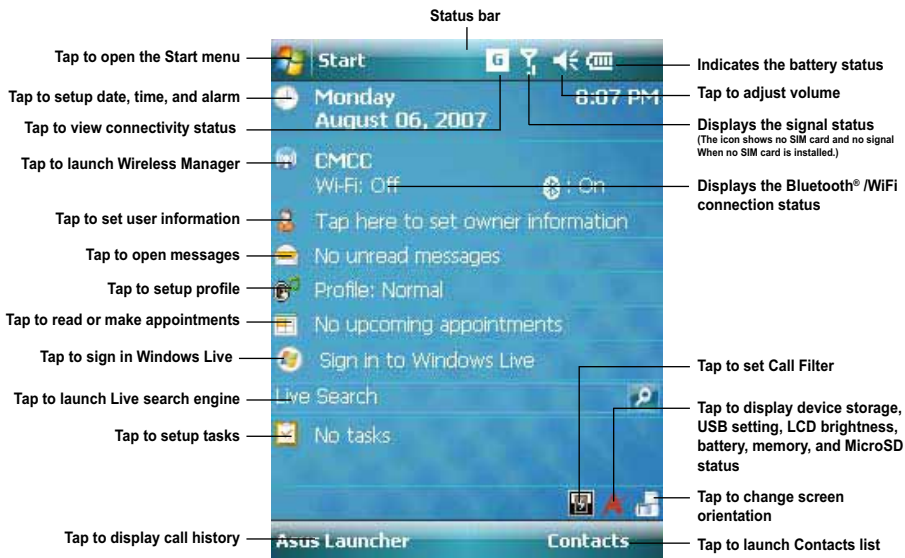 Status bar
Tap to open the Start menu
Start
G
Indicates the battery status
Tap to setup date, time, and alarm
Monday
8:07 PM
Tap to adjust volume
August 06, 2007
Tap to view connectivity status
Displays the signal status
(The icon shows no SIM card and no signal
When no SIM card is installed.)
Tap to launch Wireless Manager
CMCC
Wi-Fi: Off
: On
Displays the Bluetooth® /WiFi
connection status
Tap to set user information
Tap here to set owner information
Tap to open messages
No unread messages
Tap to setup profile
Profile: Normal
Tap to read or make appointments
No upcoming appointments
Tap to sign in Windows Live
Sign in to Windows Live
Tap to set Call Filter
Tap to launch Live search engine
Live Search
Tap to display device storage,
USB setting, LCD brightness,
battery, memory, and MicroSD
status
Tap to setup tasks
No tasks
Tap to change screen
orientation
Tap to display call history
Asus Launcher
Contacts
Tap to launch Contacts list